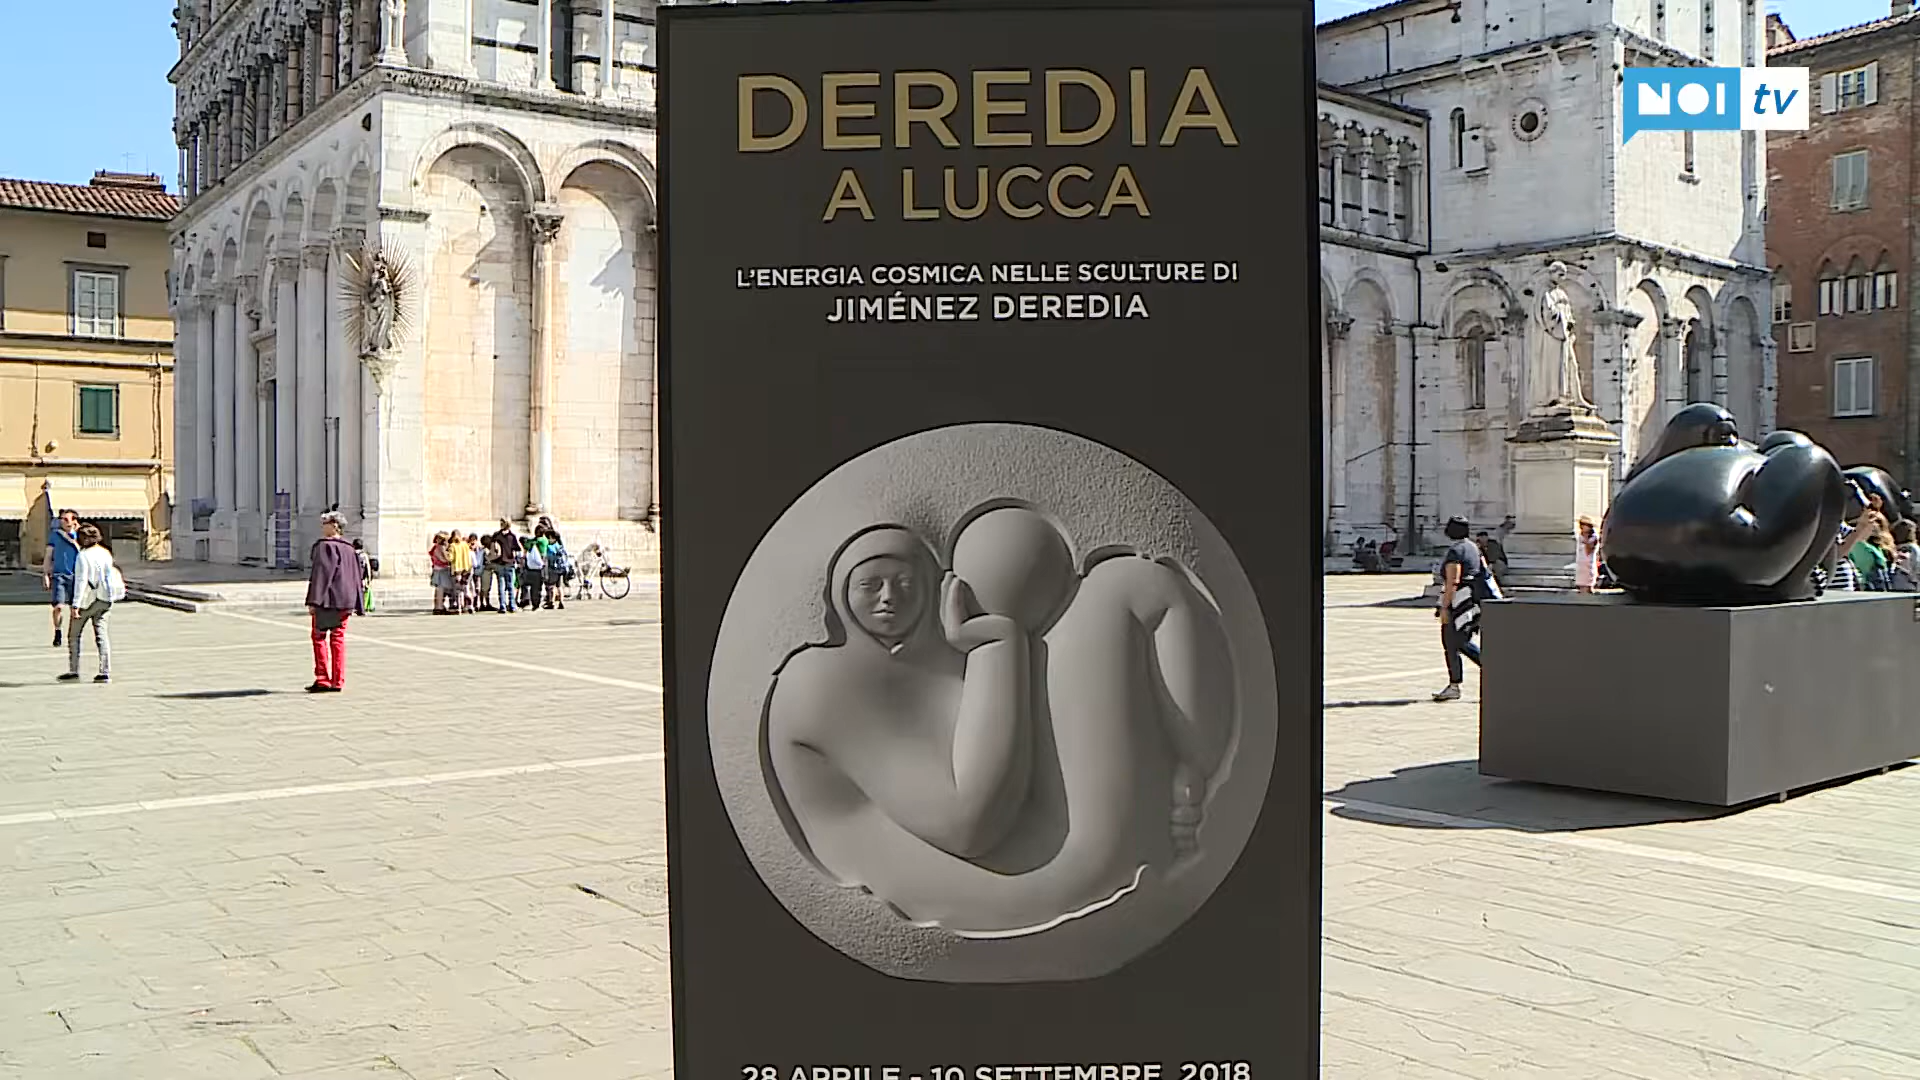 NOI tv
DEREDIA
A LUCCA
L'ENERGIA COSMICA NELLE SCULTURE DI
JIMÉNEZ DEREDIA
28 APRILE - 10 SETTEMBRE 2018